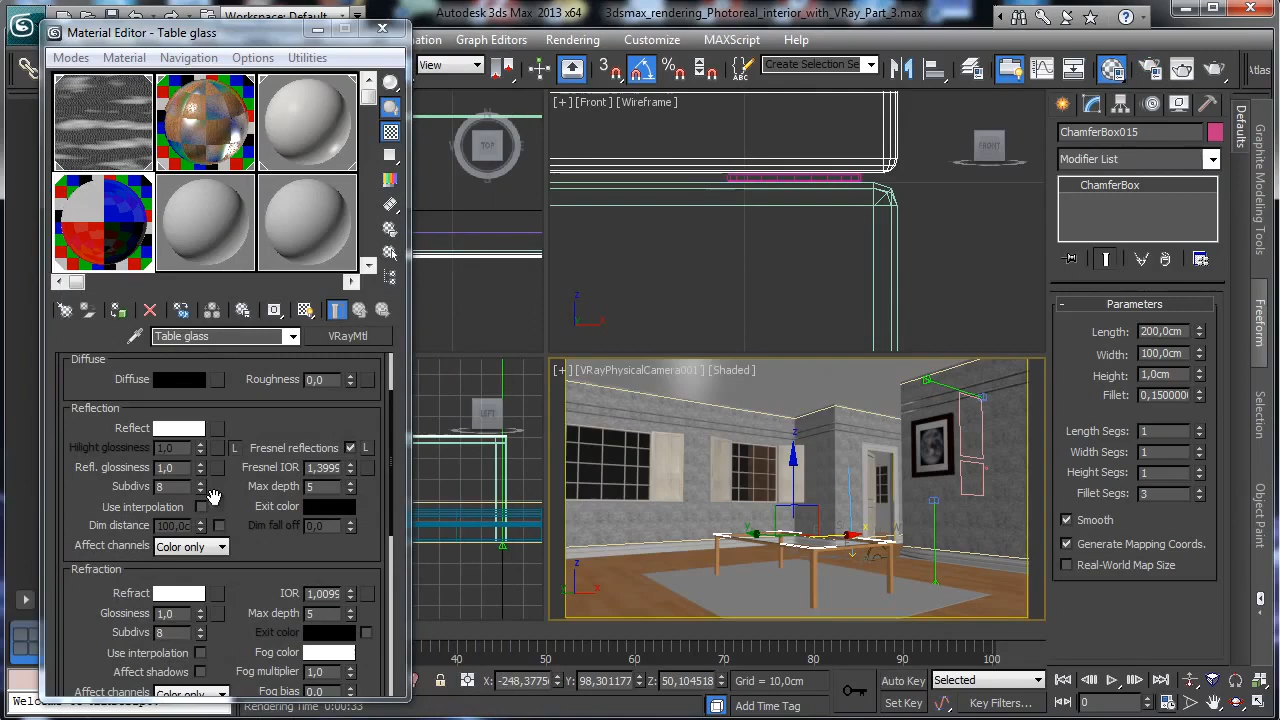 Workspace: Default
Autodesk 3ds Max 2013 x64
3dsmax_rendering_Photoreal_interior_with_VRay_Part_3.max
Material Editor - Table glass
Graph Editors
Rendering
Customize
MAXScript
Help
Modes
Material
Navigation
Options
Utilities
View
Create Selection Se
Atlas
TOP
[+] [Front] [Wireframe]
FRONT
ChamferBox015
Modifier List
ChamferBox
Defaults
Graphite Modeling Tools
Freeform
Selection
Object Paint
Table glass
VRayMtl
Diffuse
Diffuse
Roughness
0,0
Reflection
Reflect
Hilight glossiness
1,0
L
Fresnel reflections
L
Refl. glossiness
1,0
Fresnel IOR
1,3999
Subdivs
8
Max depth
5
Use interpolation
Exit color
Dim distance
100,0c
Dim fall off
0,0
Affect channels
Color only
Refraction
Refract
IOR
1,0099
Glossiness
1,0
Max depth
5
Subdivs
8
Exit color
Use interpolation
Fog color
Affect shadows
Fog multiplier
1,0
Affect channels
Color only
Fog bias
0,0
LEFT
[+] [VRayPhysicalCamera001] [Shaded]
Parameters
Length:
200,0cm
Width:
100,0cm
Height:
1,0cm
Fillet:
0,1500000
Length Segs:
1
Width Segs:
1
Height Segs:
1
Fillet Segs:
3
Smooth
Generate Mapping Coords.
Real-World Map Size
40
50
60
70
80
90
100
X:
-248,3775
Y:
98,301177
Z:
50,104518
Grid = 10,0cm
Auto Key
Selected
Rendering Time 0:00:33
Add Time Tag
Set Key
Key Filters...
0